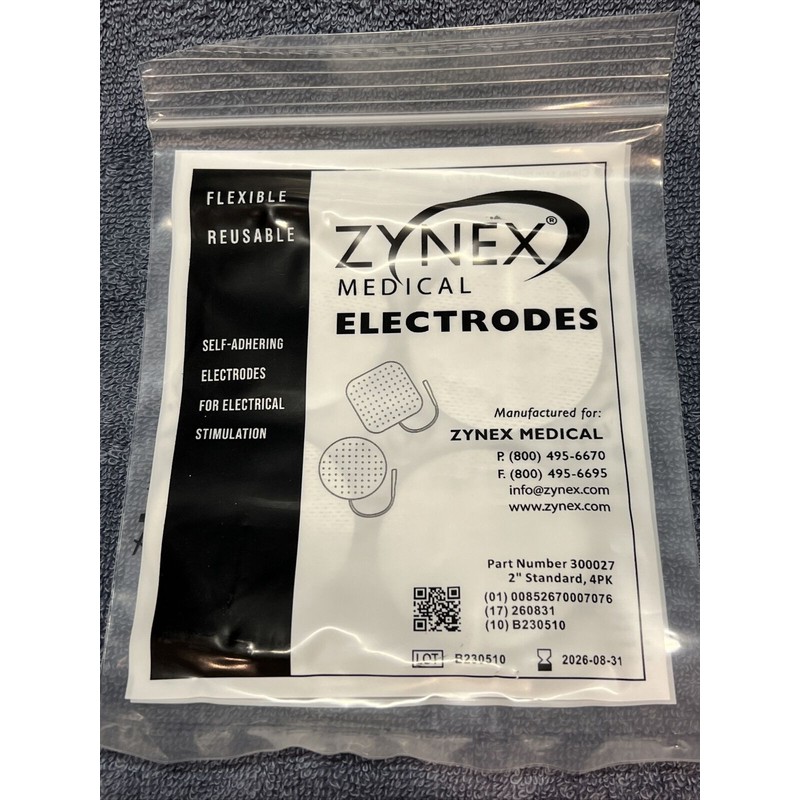 FLEXIBLE
REUSABLE
SELF-ADHERING
ELECTRODES
FOR ELECTRICAL
STIMULATION
ZYNEX®
MEDICAL
ELECTRODES
Manufactured for:
ZYNEX MEDICAL
P. (800) 495-6670
F. (800) 495-6695
info@zynex.com
www.zynex.com
Part Number 300027
2" Standard, 4PK
(01) 00852670007076
(17) 260831
(10) B230510
LOT B230510
2026-08-31